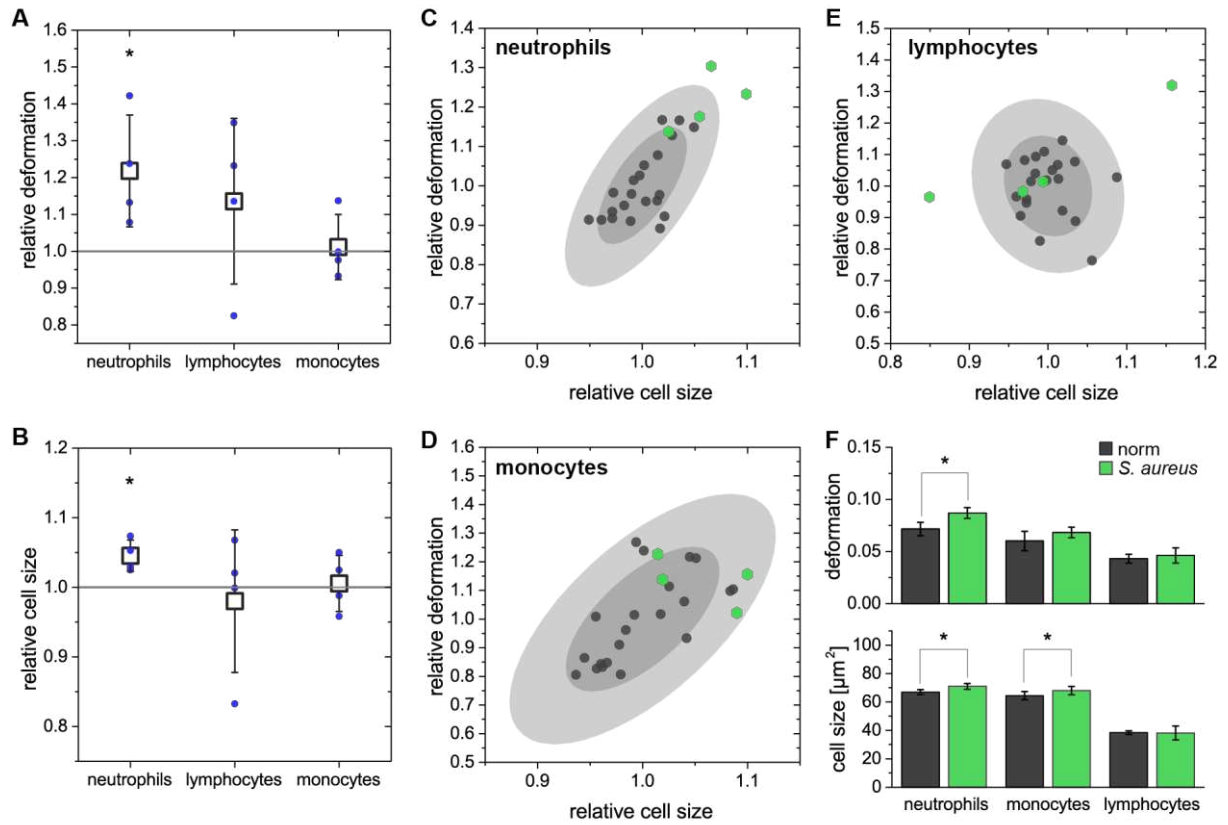 A
1.6
1.5
1.4
1.3
1.2
1.1
1.0
0.9
0.8
relative deformation
*
neutrophils lymphocytes monocytes
B
1.2
1.1
1.0
0.9
0.8
relative cell size
*
neutrophils lymphocytes monocytes
C
neutrophils
1.4
1.3
1.2
1.1
1.0
0.9
0.8
0.7
0.6
relative deformation
0.9 1.0 1.1
relative cell size
D
monocytes
1.6
1.5
1.4
1.3
1.2
1.1
1.0
0.9
0.8
0.7
0.6
0.5
relative deformation
0.9 1.0 1.1
relative cell size
E
lymphocytes
1.5
1.4
1.3
1.2
1.1
1.0
0.9
0.8
0.7
0.6
0.5
relative deformation
0.8 0.9 1.0 1.1 1.2
relative cell size
F
norm
S. aureus
0.15
0.10
0.05
0.00
deformation
*
100
80
60
40
20
0
cell size [µm²]
* *
neutrophils monocytes lymphocytes